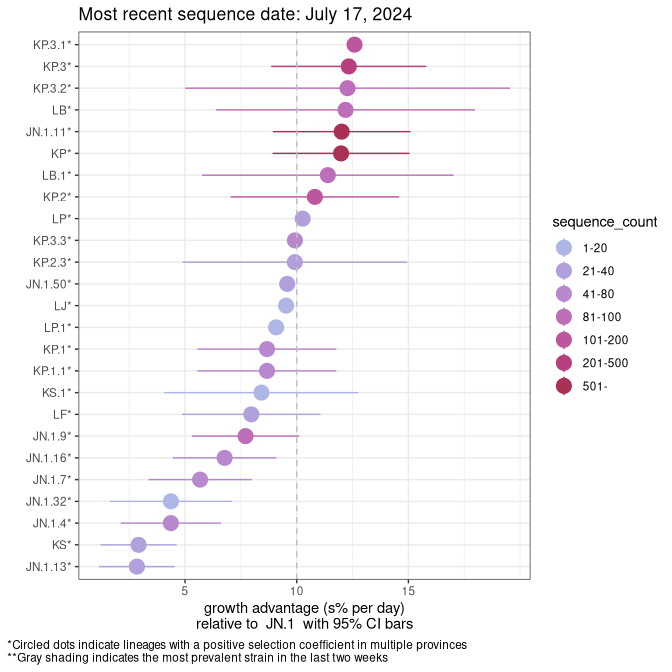 Most recent sequence date: July 17, 2024
KP.3.1*
KP.3*
KP.3.2*
LB*
JN.1.11*
KP*
LB.1*
KP.2*
LP*
KP.3.3*
KP.2.3*
JN.1.50*
LJ*
LP.1*
KP.1*
KP.1.1*
KS.1*
LF*
JN.1.9*
JN.1.16*
JN.1.7*
JN.1.32*
JN.1.4*
KS*
JN.1.13*
5 10 15
growth advantage (s% per day)
relative to JN.1 with 95% CI bars
sequence_count
1-20
21-40
41-80
81-100
101-200
201-500
501-
*Circled dots indicate lineages with a positive selection coefficient in multiple provinces
**Gray shading indicates the most prevalent strain in the last two weeks